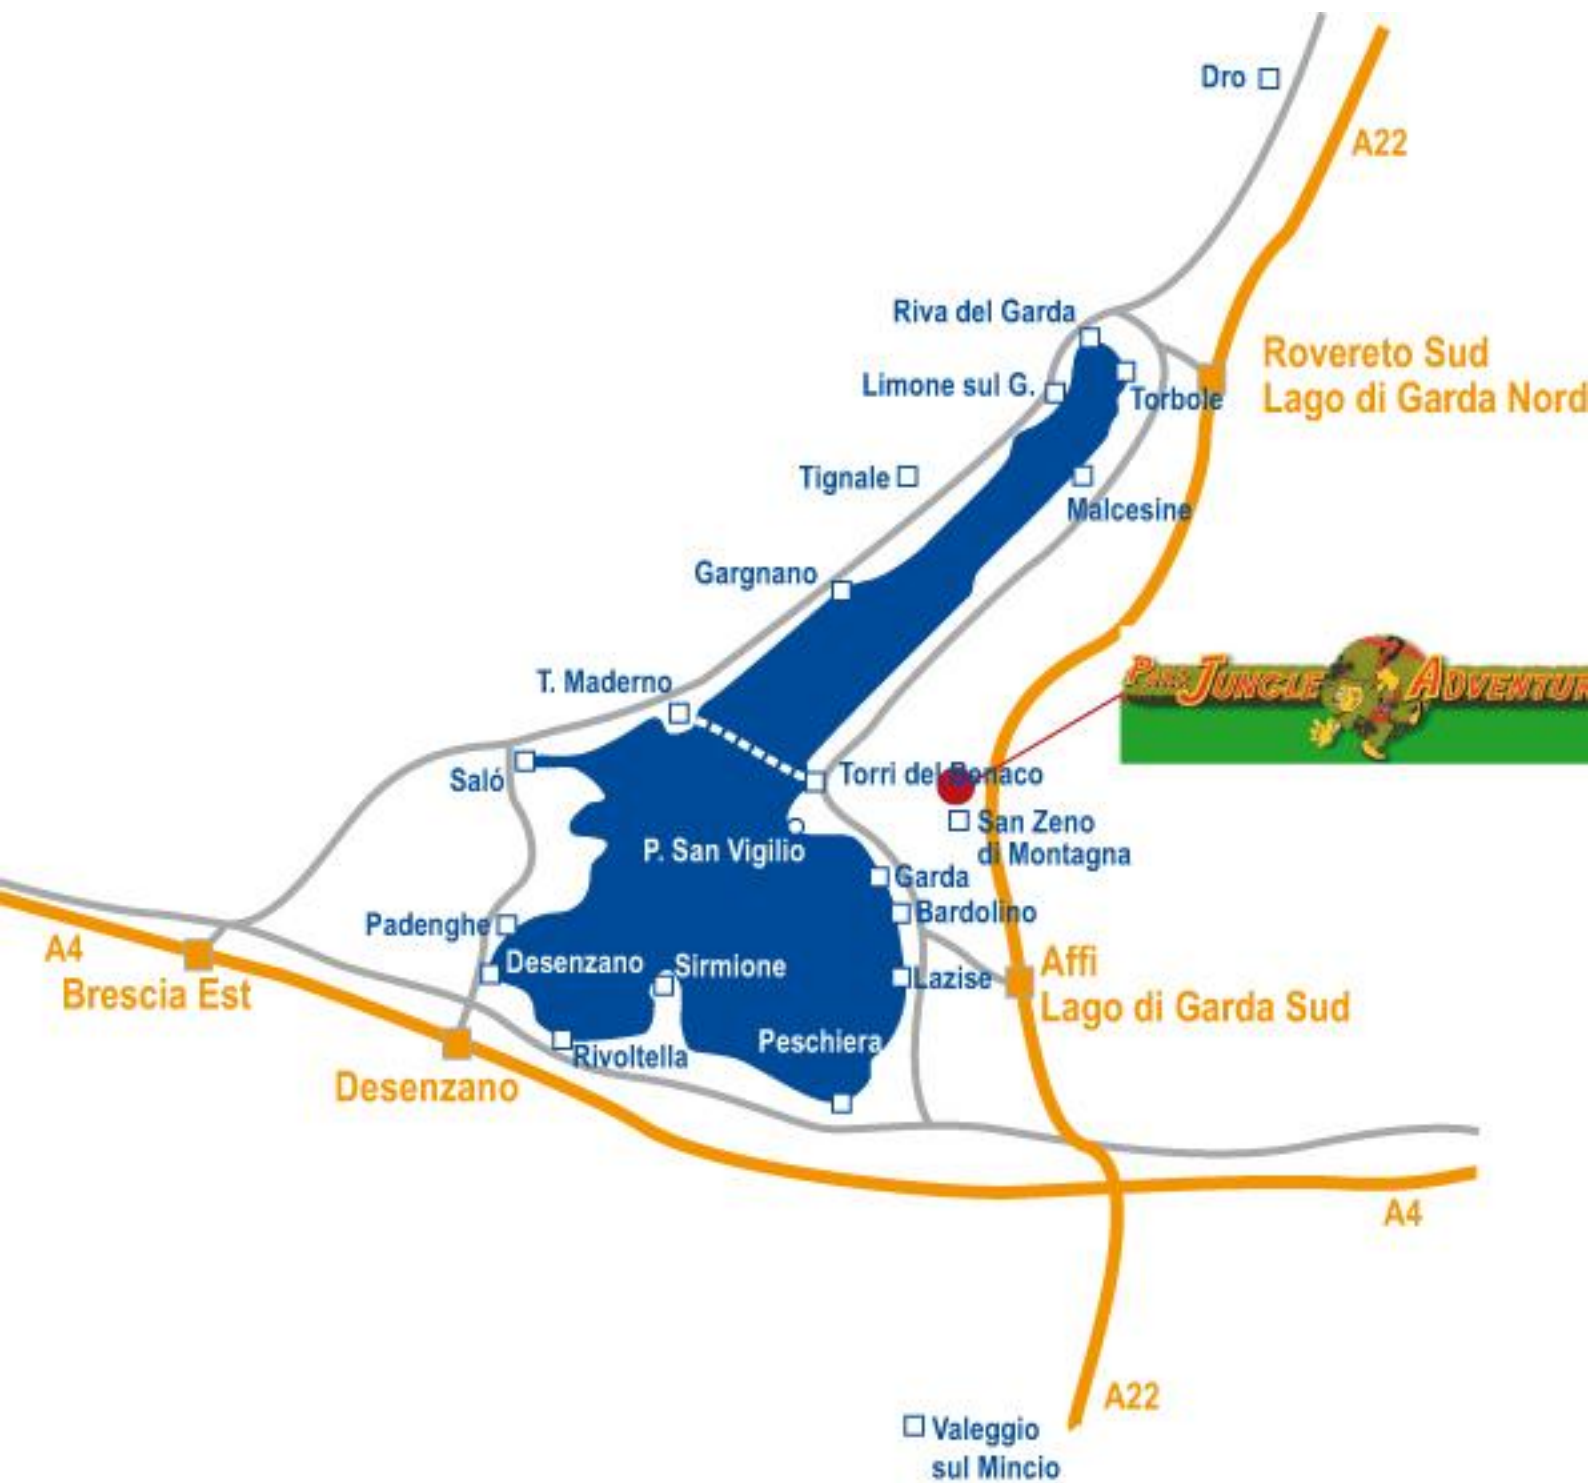 Dro
A22
Riva del Garda
Rovereto Sud
Lago di Garda Nord
Limone sul G.
Torbole
Tignale
Malcesine
Gargnano
T. Maderno
JUNGLE ADVENTUR
Torri del Benaco
Saló
San Zeno
di Montagna
P. San Vigilio
Garda
Bardolino
Padenghe
A4
Brescia Est
Desenzano
Sirmione
Lazise
Affi
Lago di Garda Sud
Peschiera
Rivoltella
Desenzano
A4
A22
Valeggio
sul Mincio